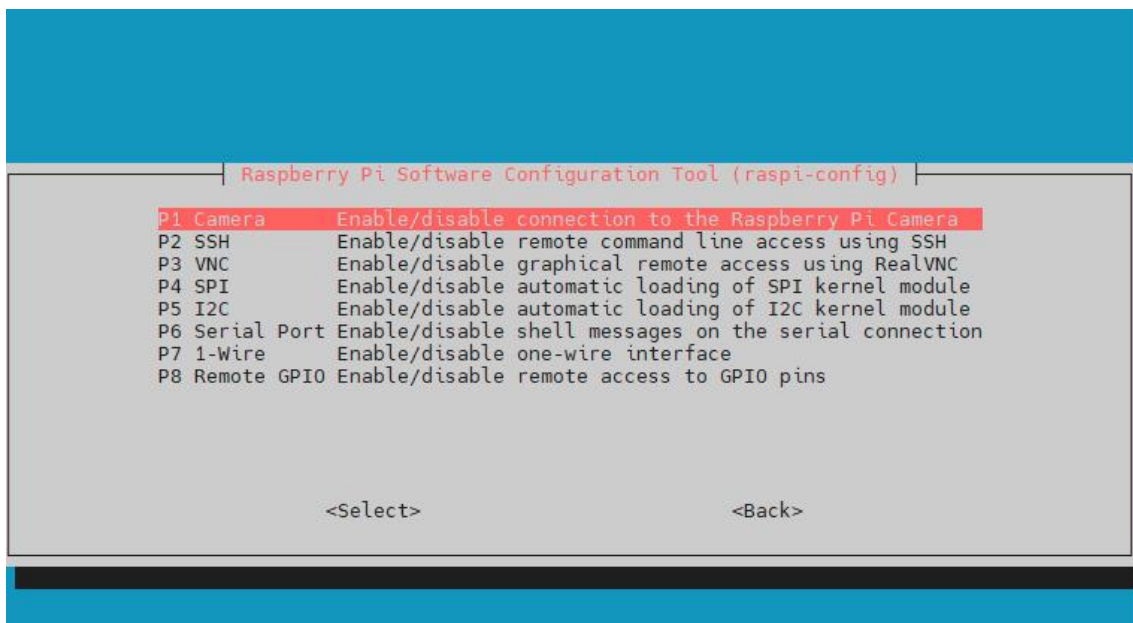 Raspberry Pi Software Configuration Tool (raspi-config)
P1 Camera Enable/disable connection to the Raspberry Pi Camera
P2 SSH Enable/disable remote command line access using SSH
P3 VNC Enable/disable graphical remote access using RealVNC
P4 SPI Enable/disable automatic loading of SPI kernel module
P5 I2C Enable/disable automatic loading of I2C kernel module
P6 Serial Port Enable/disable shell messages on the serial connection
P7 1-Wire Enable/disable one-wire interface
P8 Remote GPIO Enable/disable remote access to GPIO pins
<Select> <Back>